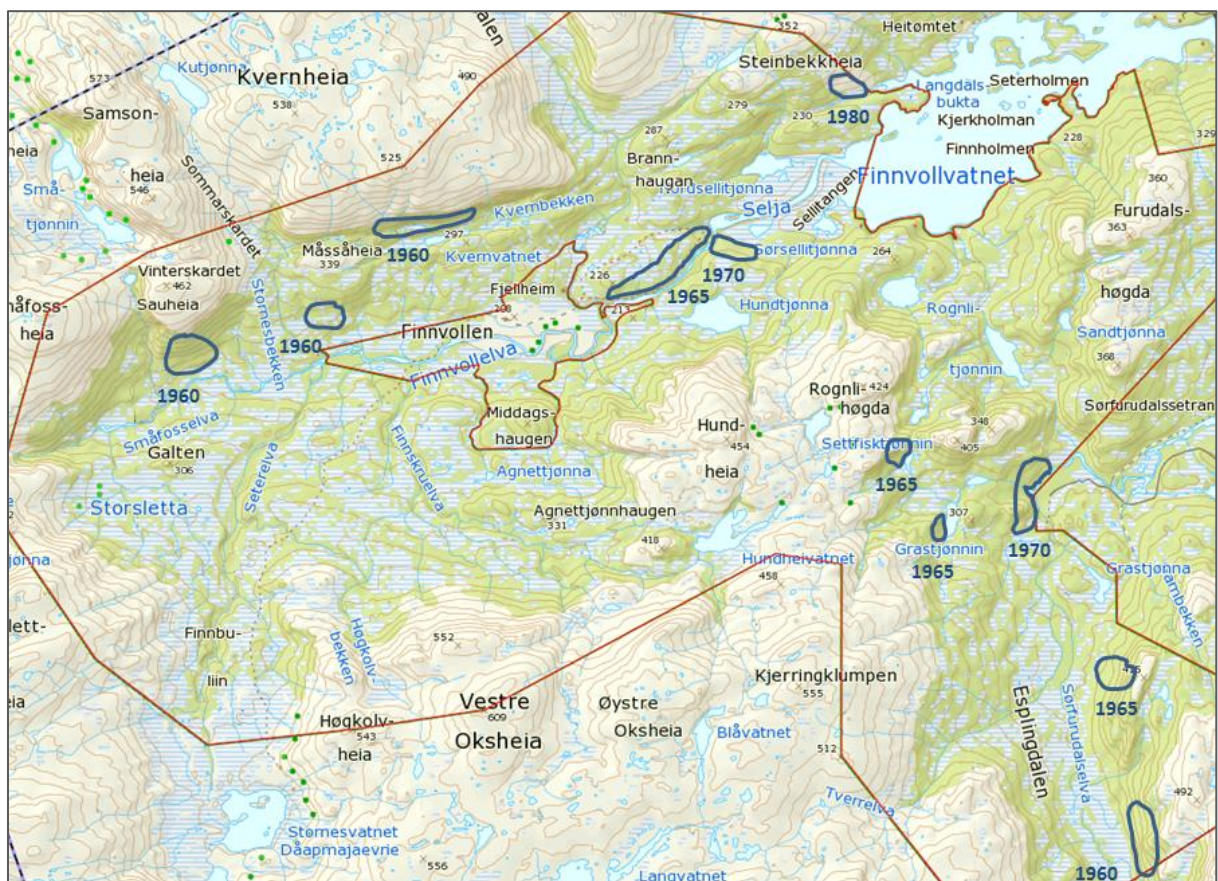 352
Heitømtet
Kutjønna
Kvernheia
490
Steinbekkheia
573
538
Langdals-
bukta
Seterholmen
Samson-
279
1980
230
Kjerkholman
228
329
287
heia
525
Finnholmen
Brann-
haugan
heia
546
Sommarskardet
Små-
tjønnin
Nordsellitjønna
Finnvollvatnet
360
Kvernbekken
Selja
Sellitangen
Furudals-
297
363
Måssåheia
1960
Kvernvatnet
Sørsellitjønna
264
339
Vinterskardet
462
226
1970
Sauheia
Stornesbekken
Fjellheim
1965
høgda
208
213
Hundtjønna
Rognli-
heia
1960
Finnvollen
Sandtjønna
368
Finnvollelva
tjønnin
1960
Rognli-
424
høgda
Middags-
haugen
Sørfurudalssetran
Småfosselva
Hund-
348
454
405
Galten
306
heia
Settfisktjønnin
Finnskruelva
Seterelva
Agnettjønna
1965
Storsletta
Agnettjønnhaugen
331
307
418
Grastjønnin
1970
Hundheivatnet
1965
Grastjønna
458
Finnbu-
liin
Høgkolv-
bekken
552
Kjerringklumpen
555
Vestre
Oksheia
609
Øystre
Oksheia
Esplingdalen
Sørfurudalselva
1965
Høgkolv-
543
heia
Blåvatnet
512
492
Tverrelva
Stornesvatnet
Dåapmajaevrie
556
Langvatnet
1960